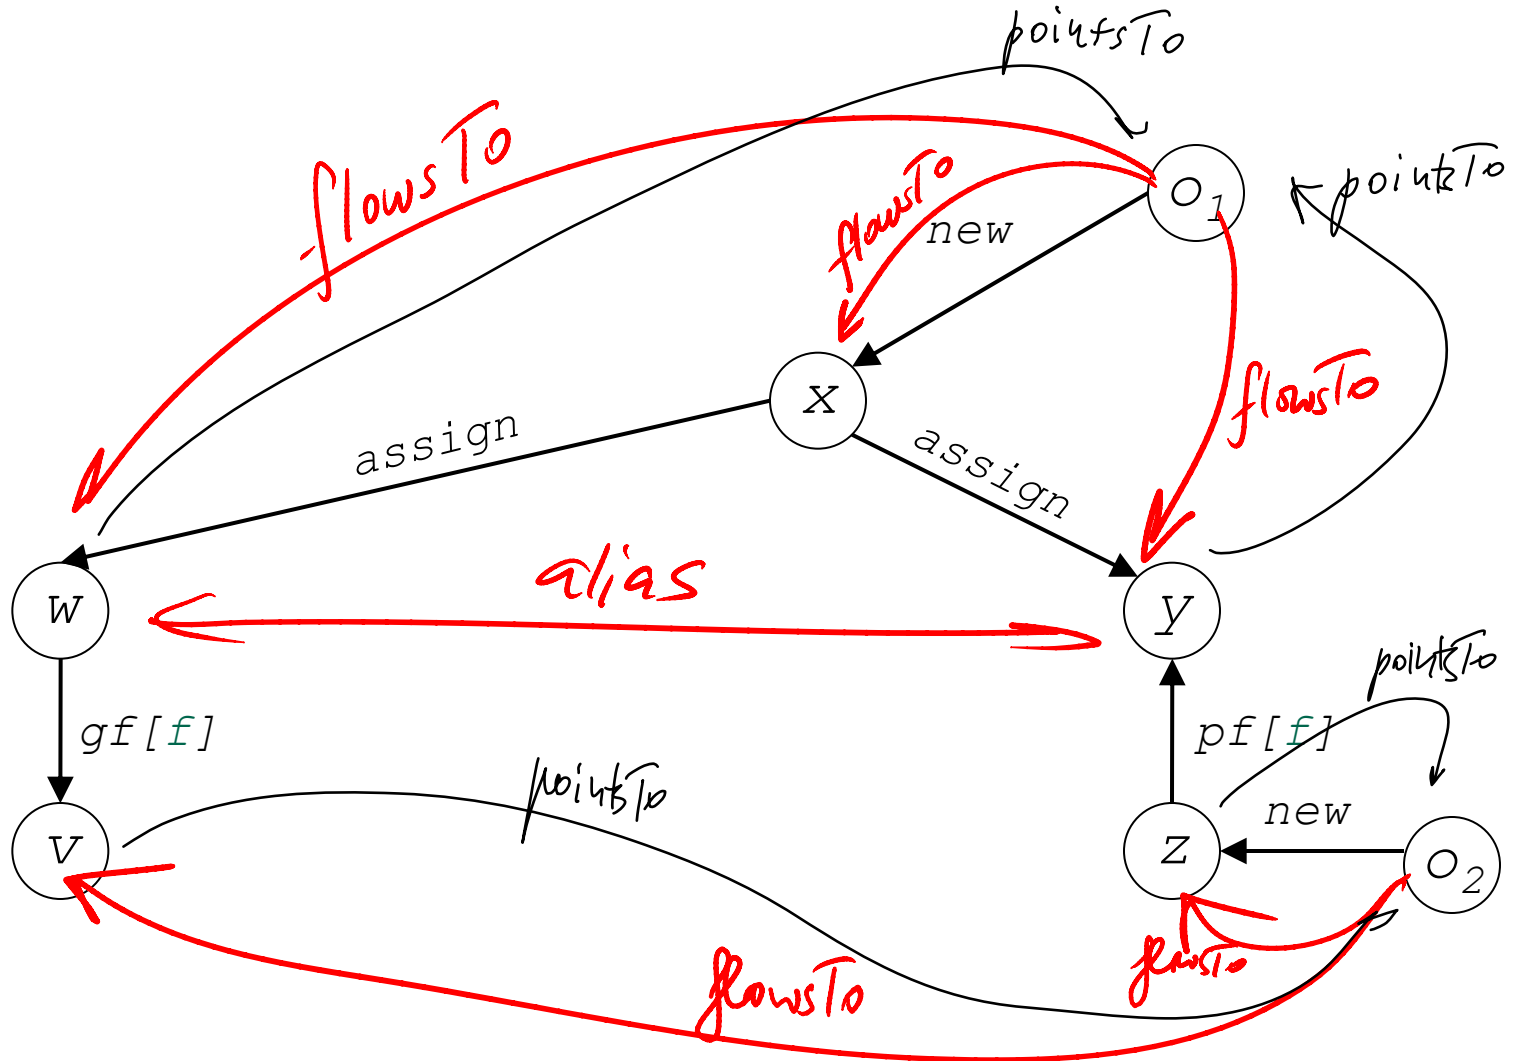 pointsTo
flowsTo
flowsTo
pointsTo
o1
new
flowsTo
x
assign
assign
alias
w
y
pointsTo
gf[f]
pf[f]
pointsTo
new
v
z
o2
flowsTo
flowsTo